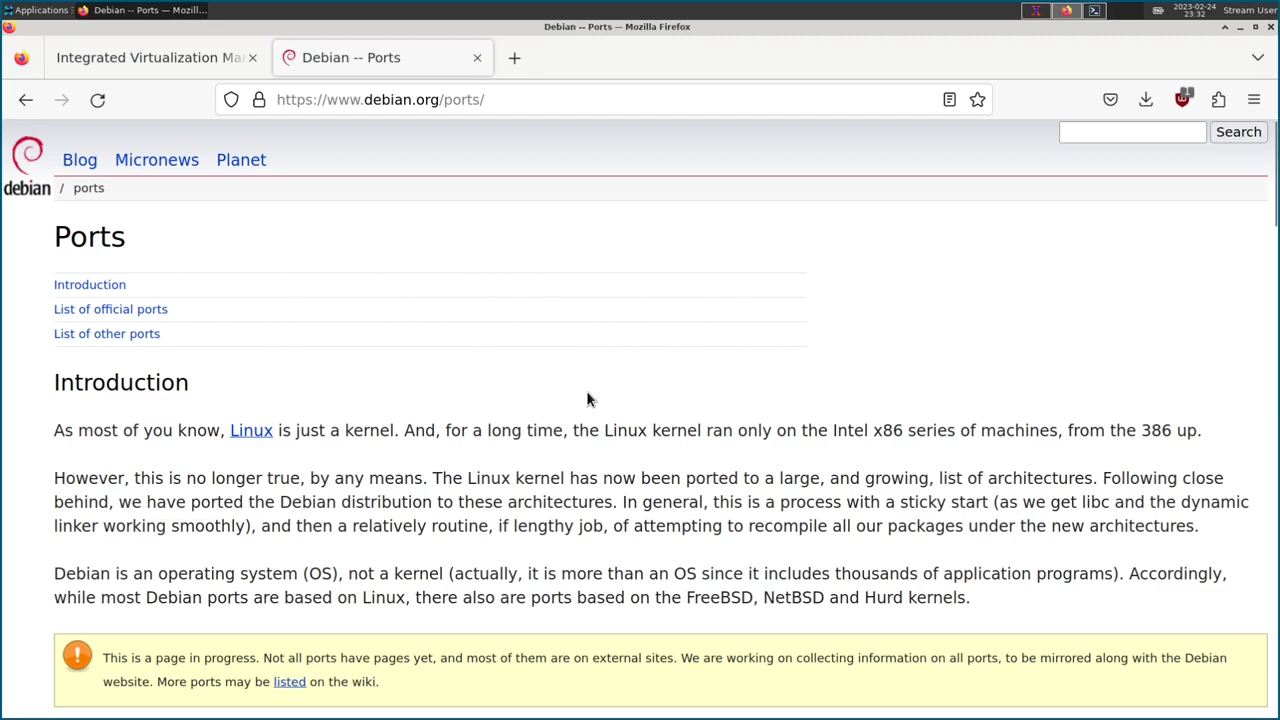 Applications
Debian -- Ports — Mozill...
2023-02-24
23:32
Stream User
Debian -- Ports — Mozilla Firefox
Integrated Virtualization Ma
Debian -- Ports
https://www.debian.org/ports/
Search
debian
Blog
Micronews
Planet
/ ports
Ports
Introduction
List of official ports
List of other ports
Introduction
As most of you know, Linux is just a kernel. And, for a long time, the Linux kernel ran only on the Intel x86 series of machines, from the 386 up.
However, this is no longer true, by any means. The Linux kernel has now been ported to a large, and growing, list of architectures. Following close
behind, we have ported the Debian distribution to these architectures. In general, this is a process with a sticky start (as we get libc and the dynamic
linker working smoothly), and then a relatively routine, if lengthy job, of attempting to recompile all our packages under the new architectures.
Debian is an operating system (OS), not a kernel (actually, it is more than an OS since it includes thousands of application programs). Accordingly,
while most Debian ports are based on Linux, there also are ports based on the FreeBSD, NetBSD and Hurd kernels.
This is a page in progress. Not all ports have pages yet, and most of them are on external sites. We are working on collecting information on all ports, to be mirrored along with the Debian
website. More ports may be listed on the wiki.